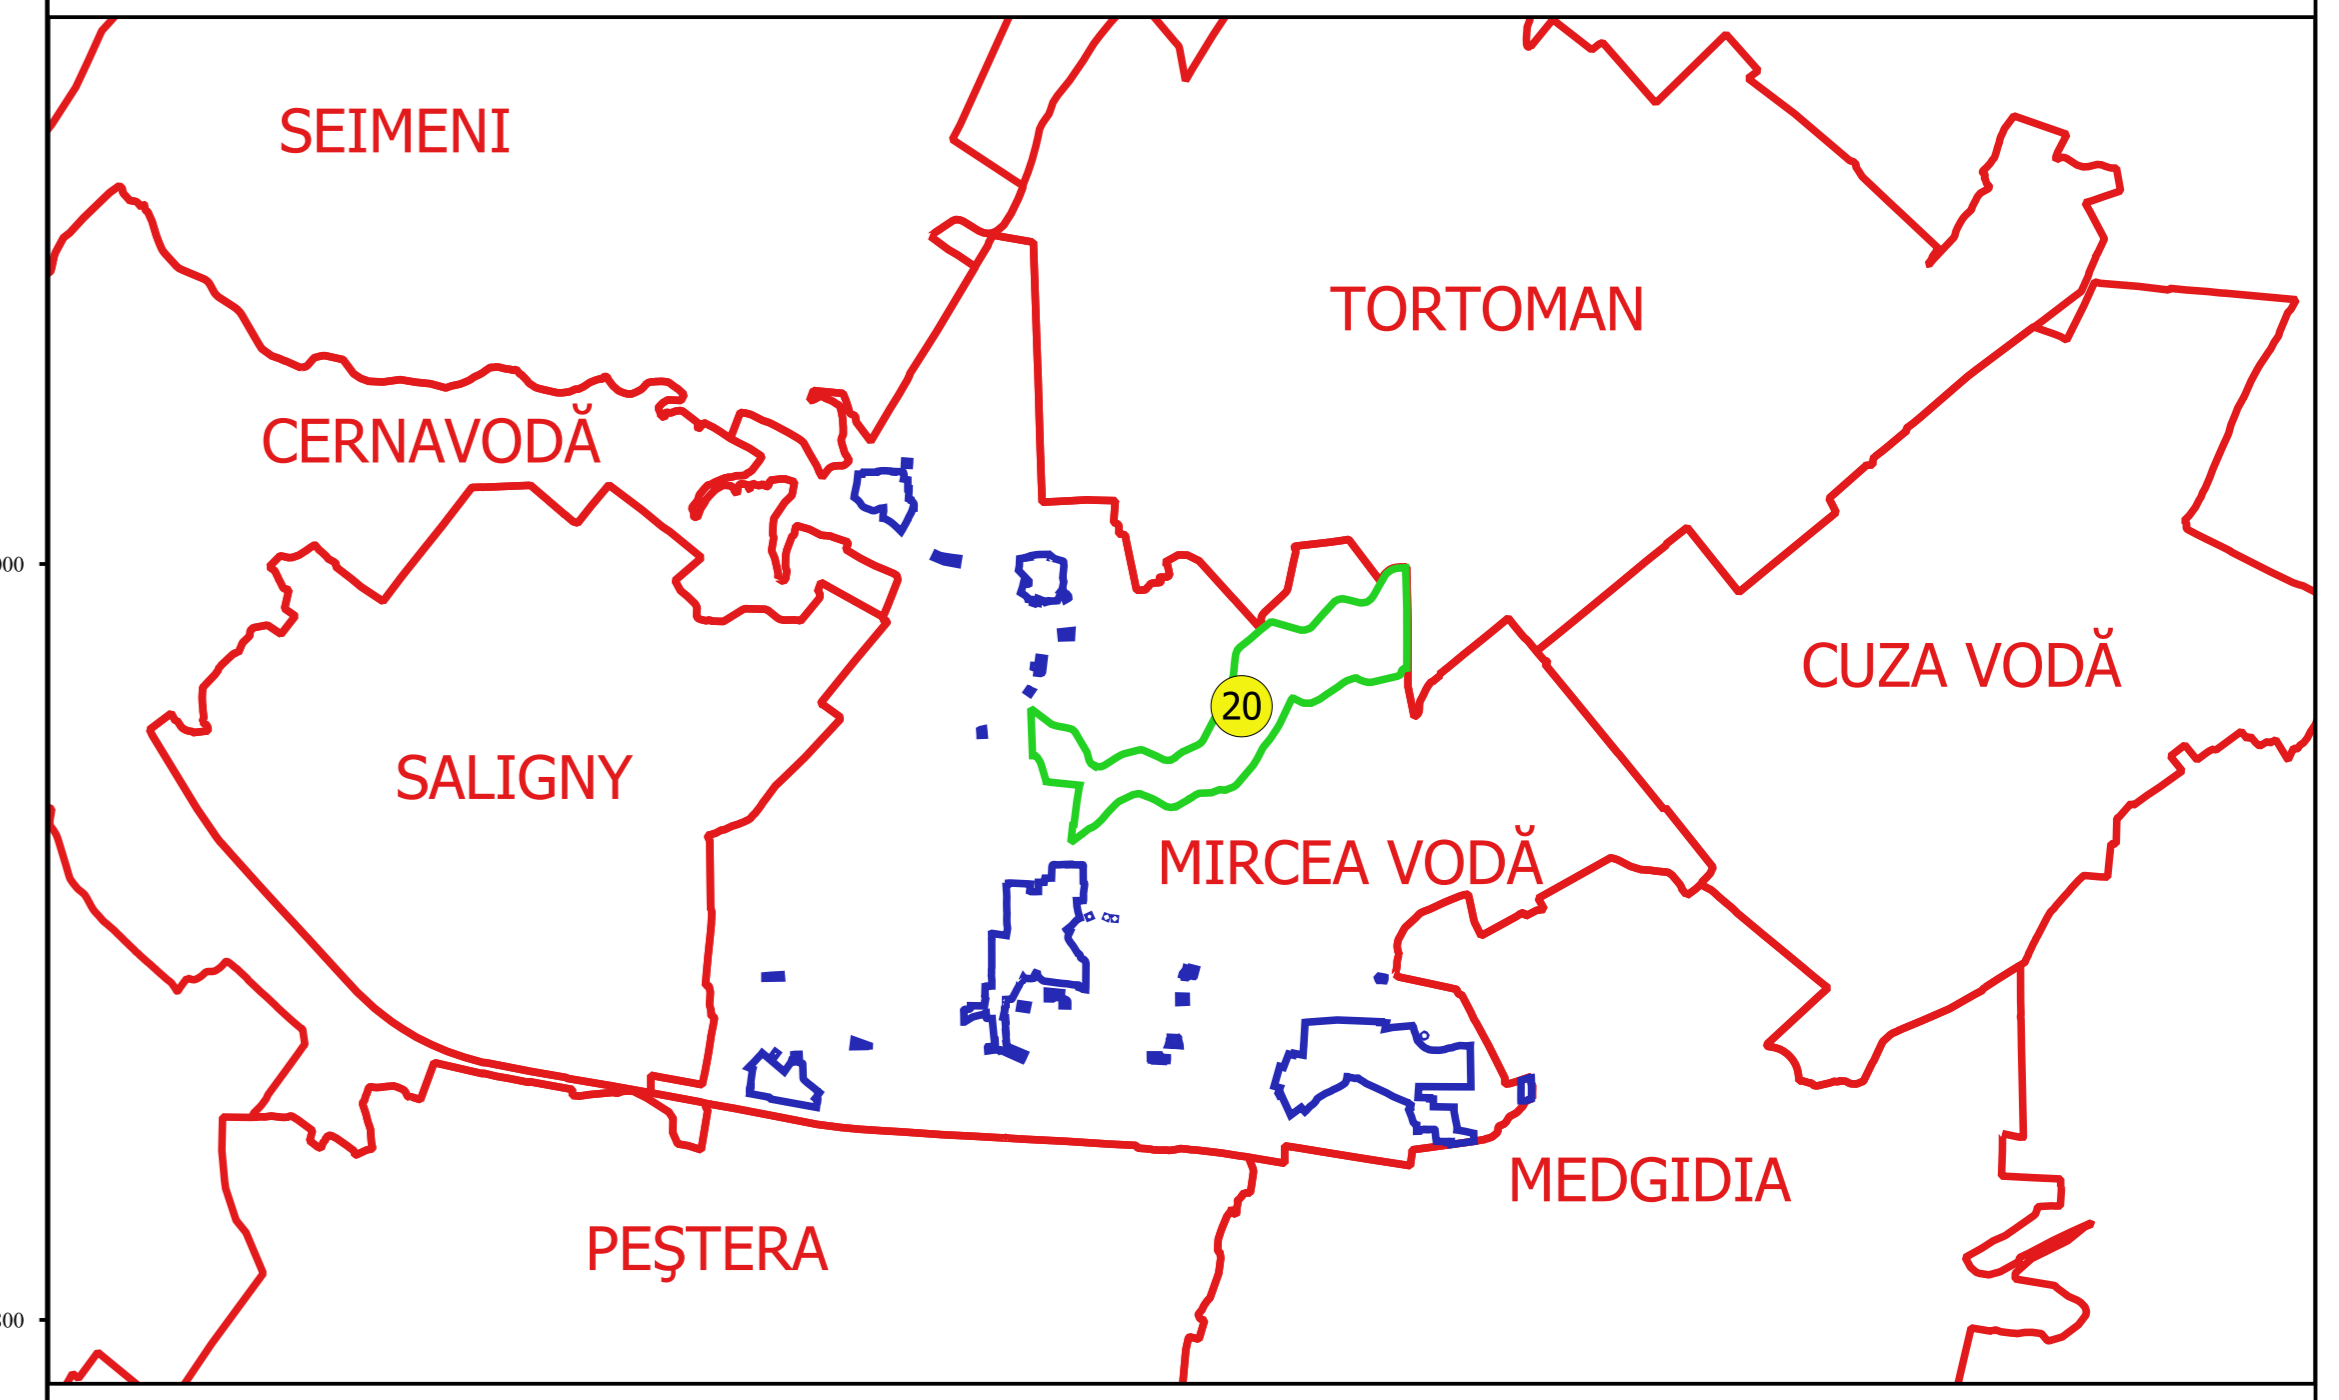 SEIMENI
TORTOMAN
CERNAVODĂ
CUZA VODĂ
20
SALIGNY
MIRCEA VODĂ
MEDGIDIA
PEŞTERA